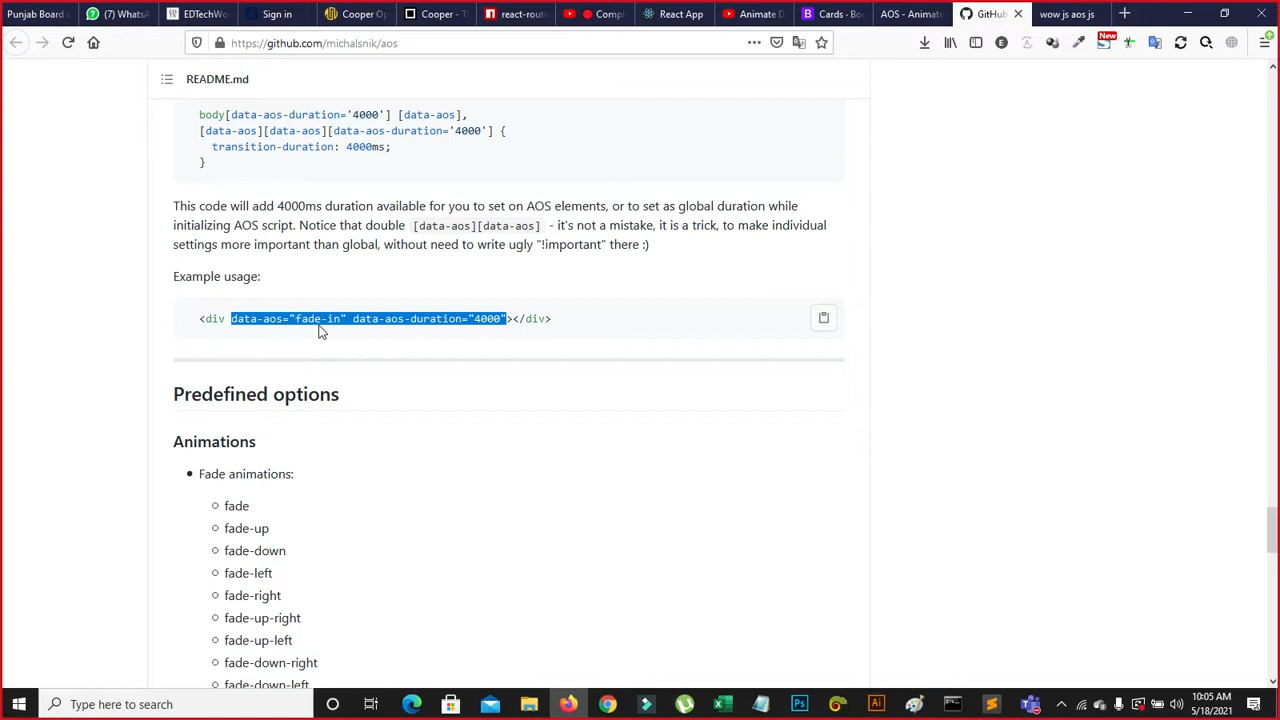 Punjab Board o
(7) WhatsA
EDTechWo
Sign in
Cooper Op
Cooper - T
react-rout
Compl
React App
Animate D
Cards · Boo
AOS - Animate
GitHub
wow js aos js
https://github.com/michalsnik/aos
New
README.md
body[data-aos-duration='4000'] [data-aos],
[data-aos][data-aos][data-aos-duration='4000'] {
transition-duration: 4000ms;
}
This code will add 4000ms duration available for you to set on AOS elements, or to set as global duration while
initializing AOS script. Notice that double [data-aos][data-aos] - it's not a mistake, it is a trick, to make individual
settings more important than global, without need to write ugly "!important" there :)
Example usage:
<div data-aos="fade-in" data-aos-duration="4000"></div>
Predefined options
Animations
Fade animations:
fade
fade-up
fade-down
fade-left
fade-right
fade-up-right
fade-up-left
fade-down-right
fade-down-left
Type here to search
10:05 AM
5/18/2021